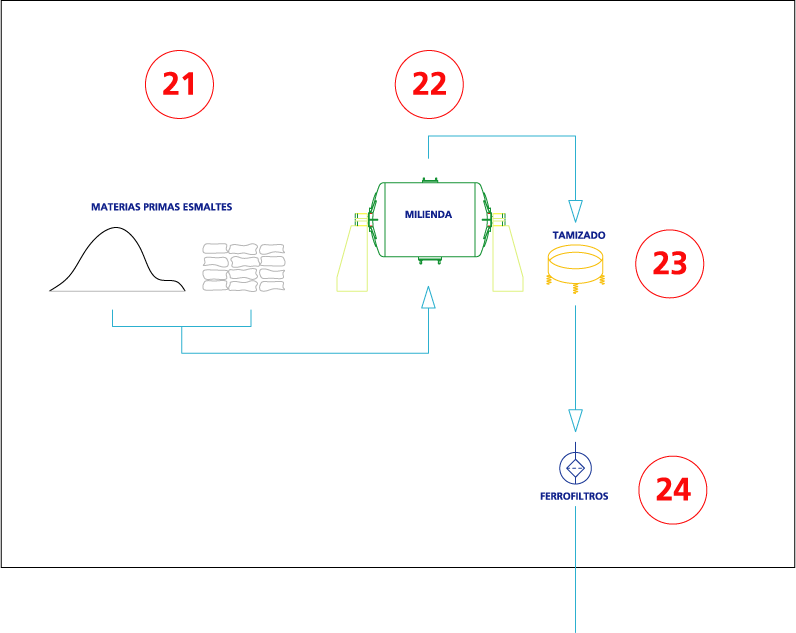 21
22
MATERIAS PRIMAS ESMALTES
MILIENDA
TAMIZADO
23
24
FERROFILTROS